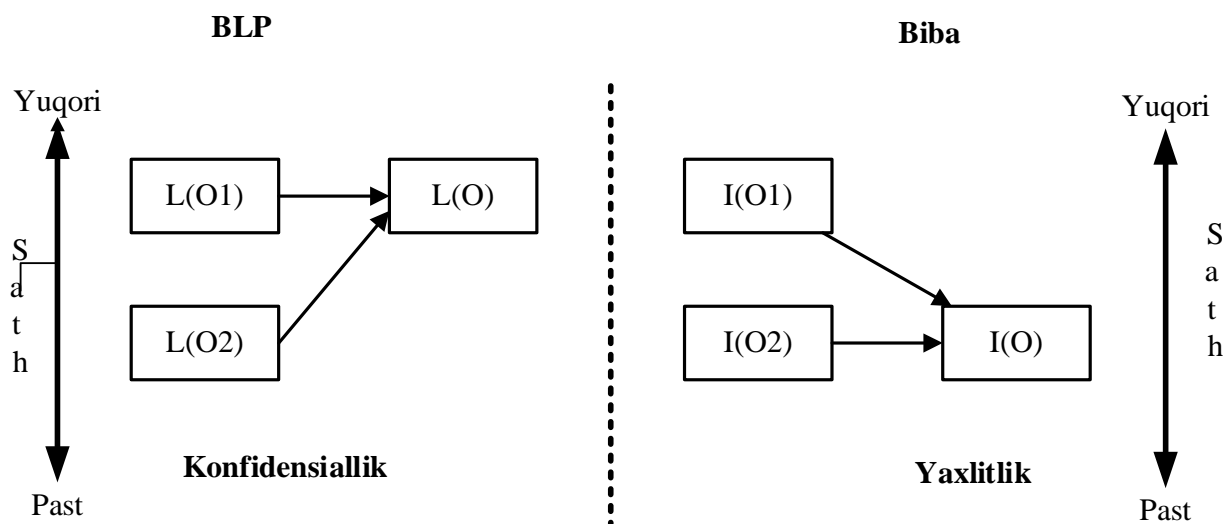 BLP
Yuqori
L(O1)
L(O)
S
a
t
h
L(O2)
Konfidensiallik
Past
Biba
Yuqori
I(O1)
S
a
t
h
I(O2)
I(O)
Yaxlitlik
Past